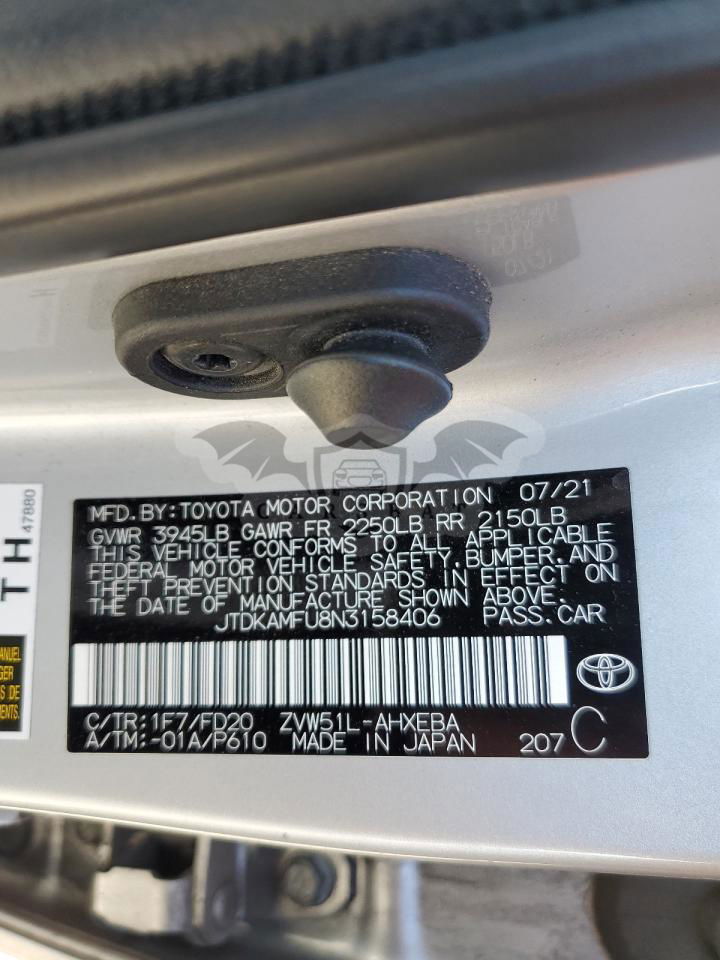 MFD.BY:TOYOTA MOTOR CORPORATION 07/21
GVWR 3945LB GAWR FR 2250LB RR 2150LB
THIS VEHICLE CONFORMS TO ALL APPLICABLE
FEDERAL MOTOR VEHICLE SAFETY,BUMPER,AND
THEFT PREVENTION STANDARDS IN EFFECT ON
THE DATE OF MANUFACTURE SHOWN ABOVE.
JTDKAMFU8N3158406 PASS.CAR
C/TR:1F7/FD20 ZVW51L-AHXEBA
A/TM:-01A/P610 MADE IN JAPAN 207 C
TH
47880